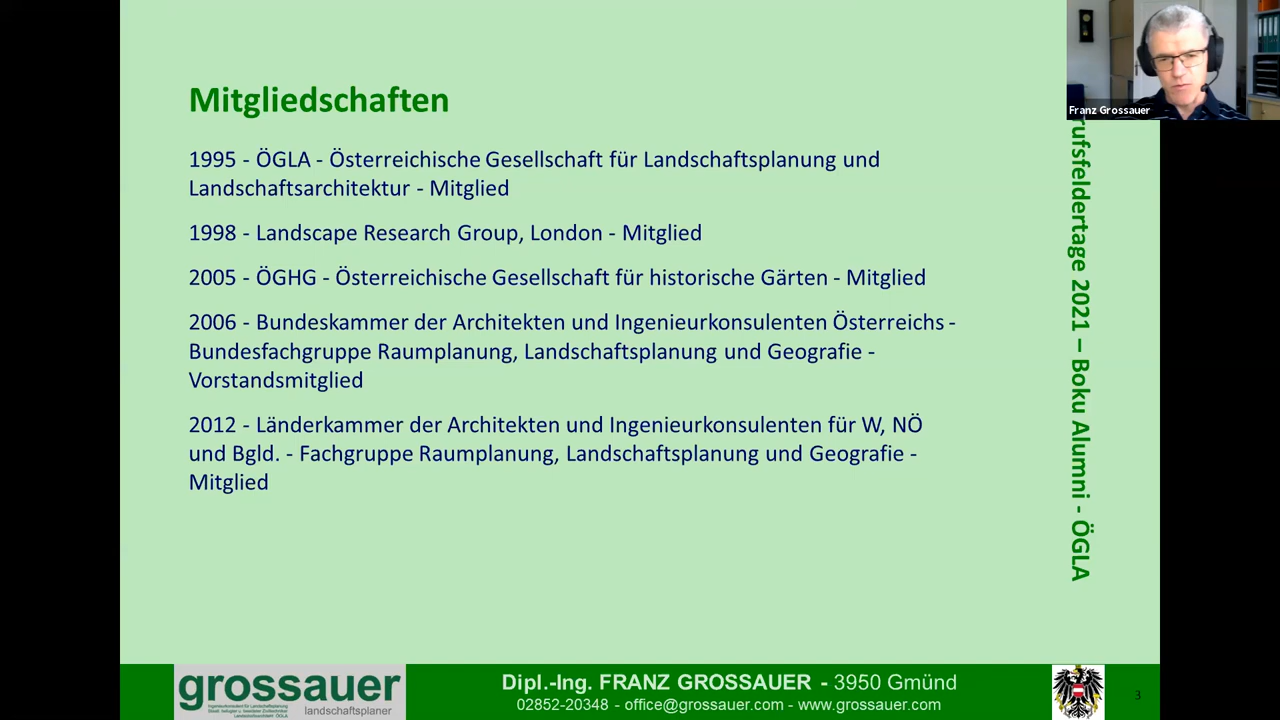 Mitgliedschaften
1995 - ÖGLA - Österreichische Gesellschaft für Landschaftsplanung und
Landschaftsarchitektur - Mitglied
1998 - Landscape Research Group, London - Mitglied
2005 - ÖGHG - Österreichische Gesellschaft für historische Gärten - Mitglied
2006 - Bundeskammer der Architekten und Ingenieurkonsulenten Österreichs -
Bundesfachgruppe Raumplanung, Landschaftsplanung und Geografie -
Vorstandsmitglied
2012 - Länderkammer der Architekten und Ingenieurkonsulenten für W, NÖ
und Bgld. - Fachgruppe Raumplanung, Landschaftsplanung und Geografie -
Mitglied
Franz Grossauer
rufsfeldertage 2021 – Boku Alumni - ÖGLA
grossauer
landschaftsplaner
Dipl.-Ing. FRANZ GROSSAUER - 3950 Gmünd
02852-20348 - office@grossauer.com - www.grossauer.com
3